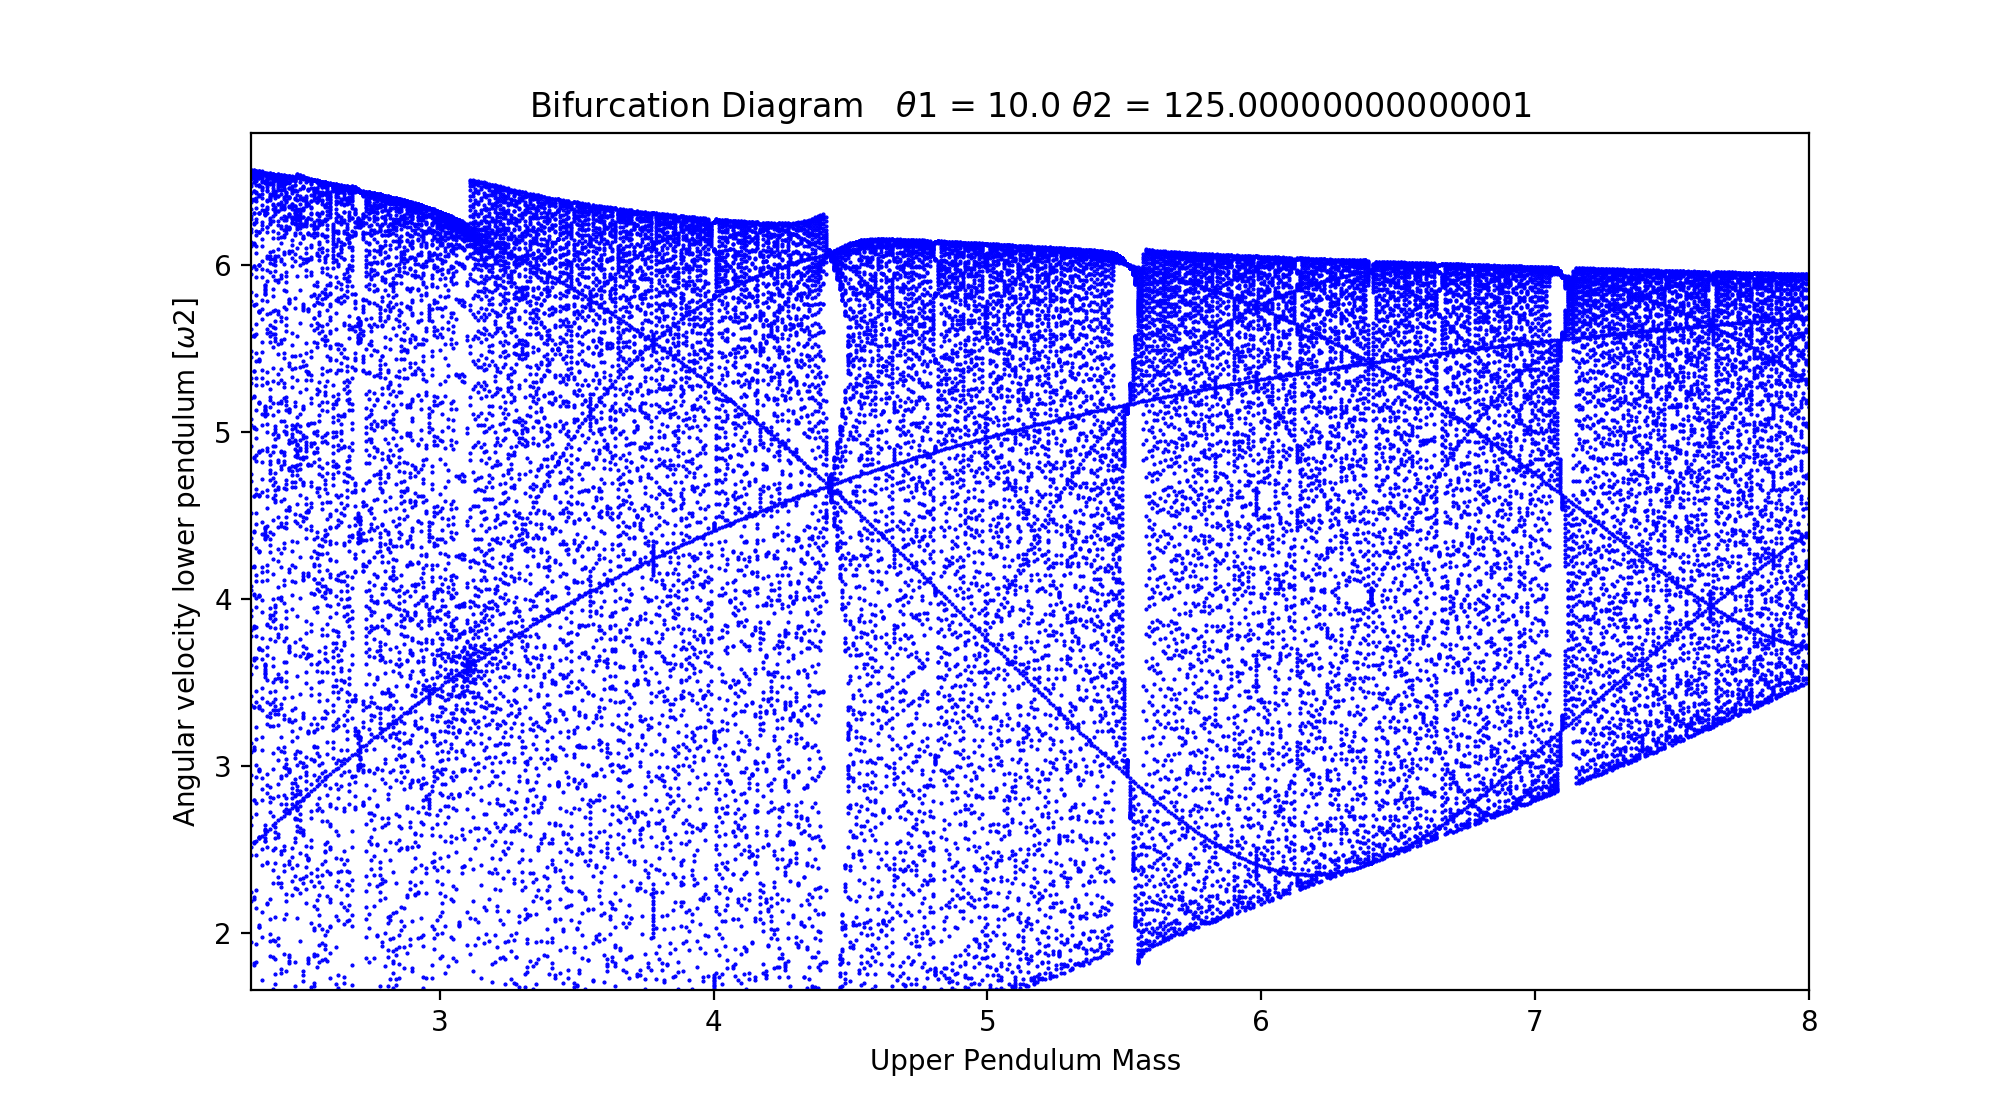 Bifurcation Diagram θ1 = 10.0 θ2 = 125.00000000000001
Angular velocity lower pendulum [ω2]
6
5
4
3
2
3 4 5 6 7 8
Upper Pendulum Mass